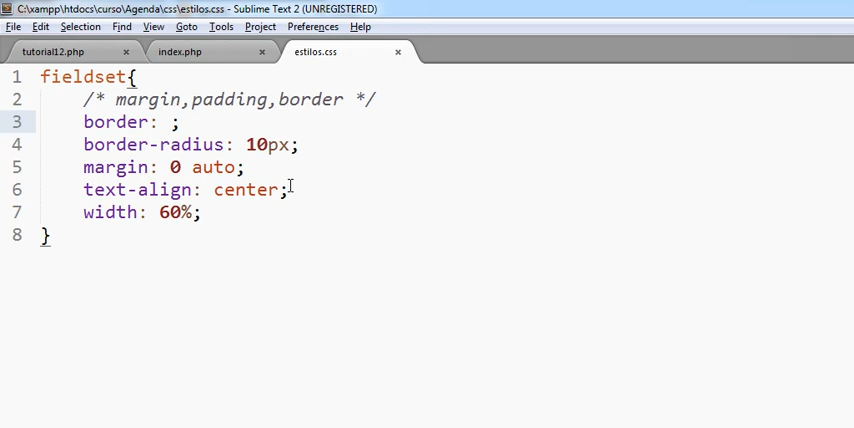 C:\xampp\htdocs\curso\Agenda\css\estilos.css - Sublime Text 2 (UNREGISTERED)
File Edit Selection Find View Goto Tools Project Preferences Help
tutorial12.php × index.php × estilos.css ×
1 fieldset{
2 /* margin,padding,border */
3 border: ;
4 border-radius: 10px;
5 margin: 0 auto;
6 text-align: center;
7 width: 60%;
8 }